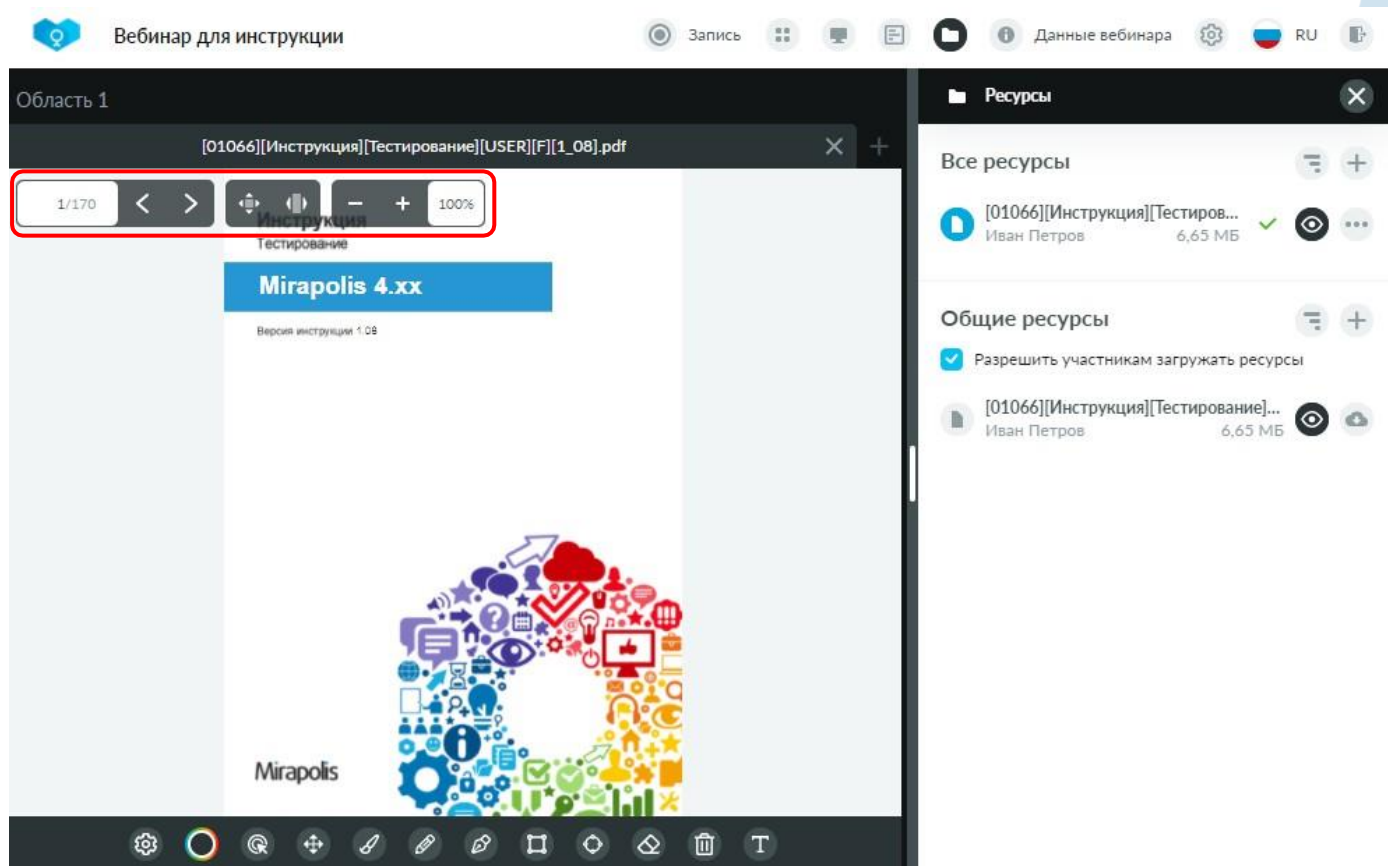 Вебинар для инструкции
Запись
Данные вебинара
RU
Область 1
[01066][Инструкция][Тестирование][USER][F][1_08].pdf
1/170
100%
Инструкция
Тестирование
Mirapolis 4.xx
Версия инструкции 1.08
Mirapolis
Ресурсы
Все ресурсы
[01066][Инструкция][Тестиров...
Иван Петров 6,65 МБ
Общие ресурсы
Разрешить участникам загружать ресурсы
[01066][Инструкция][Тестирование]...
Иван Петров 6,65 МБ